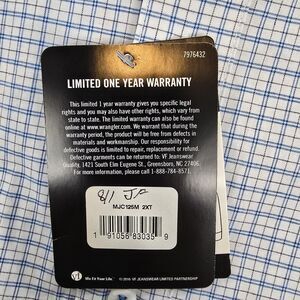 7976432
LIMITED ONE YEAR WARRANTY
This limited 1 year warranty gives you specific legal
rights and you may also have other rights, which vary from
state to state. The limited warranty can also be found
online at www.wrangler.com. We warrant that during the
warranty period, the product will be free from defects in
materials and workmanship. Our responsibility for
defective goods is limited to repair, replacement or refund.
Defective garments can be returned to: VF Jeanswear
Quality, 1421 South Elm Eugene St., Greensboro, NC 27406.
For more information, please call 1-888-784-8571.
MJC125M 2XT
1 91056 83035 9
vf
We Fit Your Life.™
© 2016 VF JEANSWEAR LIMITED PARTNERSHIP